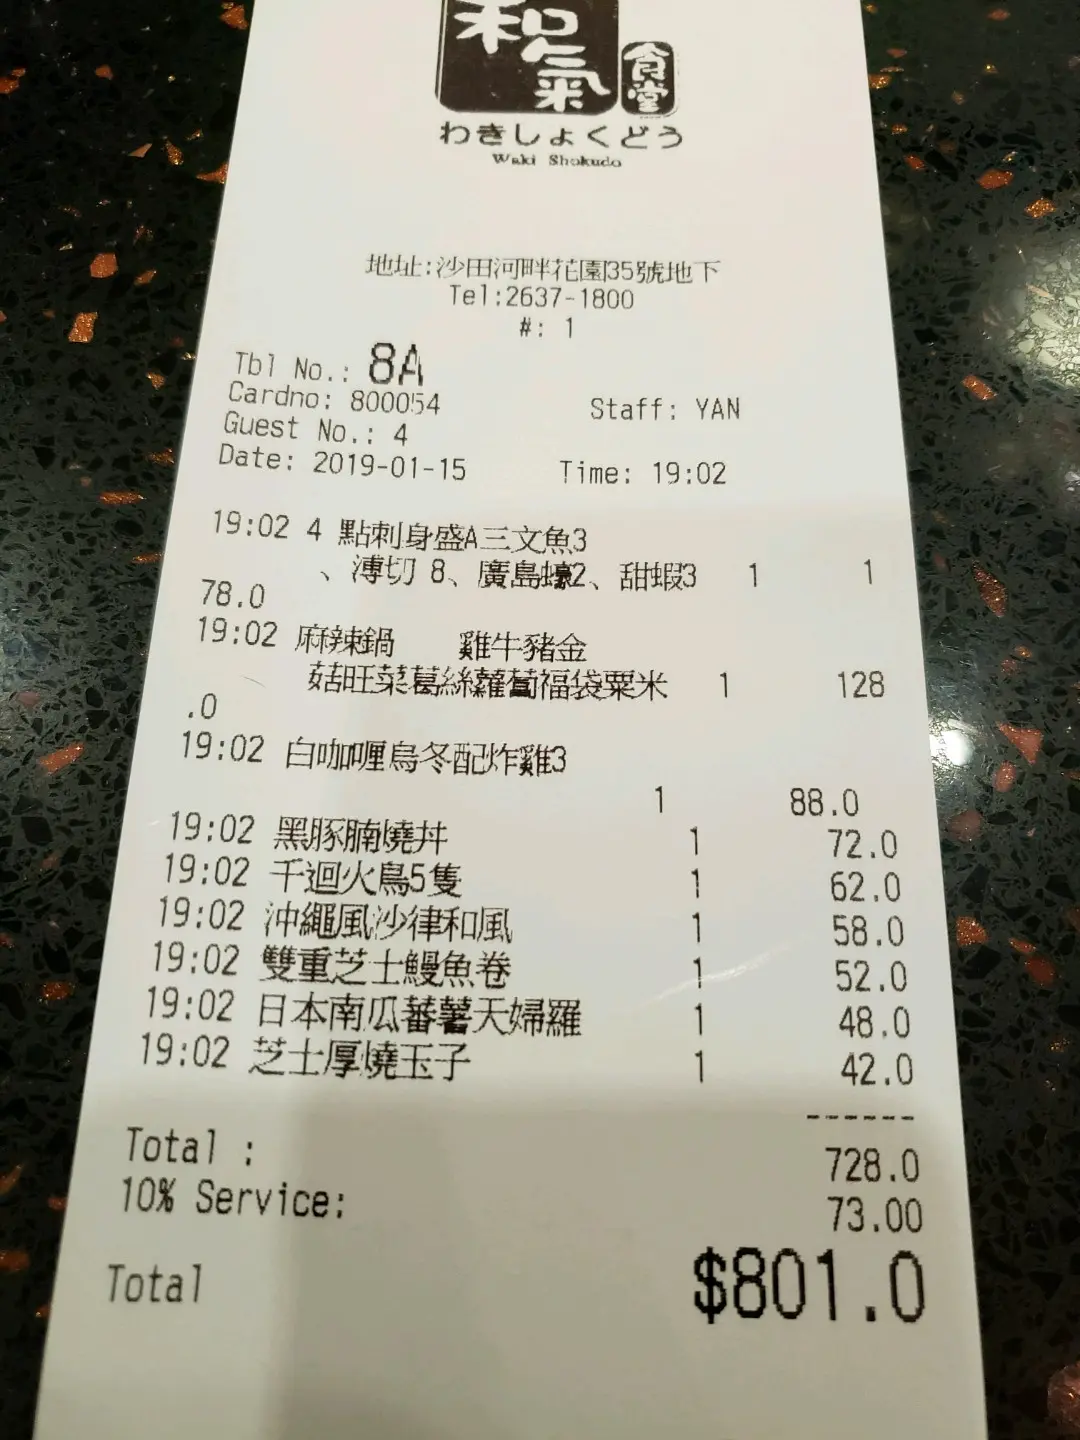 和氣
食堂
わきしょくどう
Waki Shokudo
地址:沙田河畔花園35號地下
Tel:2637-1800
#: 1
Tbl No.: 8A
Cardno: 800054 Staff: YAN
Guest No.: 4
Date: 2019-01-15 Time: 19:02
19:02 4 點刺身盛A三文魚3
、溥切 8、廣島蠔2、甜蝦3 1 1
78.0
19:02 麻辣鍋 雞牛豬金
菇旺菜葛絲蘿蔔福袋粟米 1 128
.0
19:02 白咖喱烏冬配炸雞3
1 88.0
19:02 黑豚腩燒丼 1 72.0
19:02 千迴火鳥5隻 1 62.0
19:02 沖繩風沙律和風 1 58.0
19:02 雙重芝士鰻魚卷 1 52.0
19:02 日本南瓜蕃薯天婦羅 1 48.0
19:02 芝士厚燒玉子 1 42.0
------
Total : 728.0
10% Service: 73.00
Total $801.0